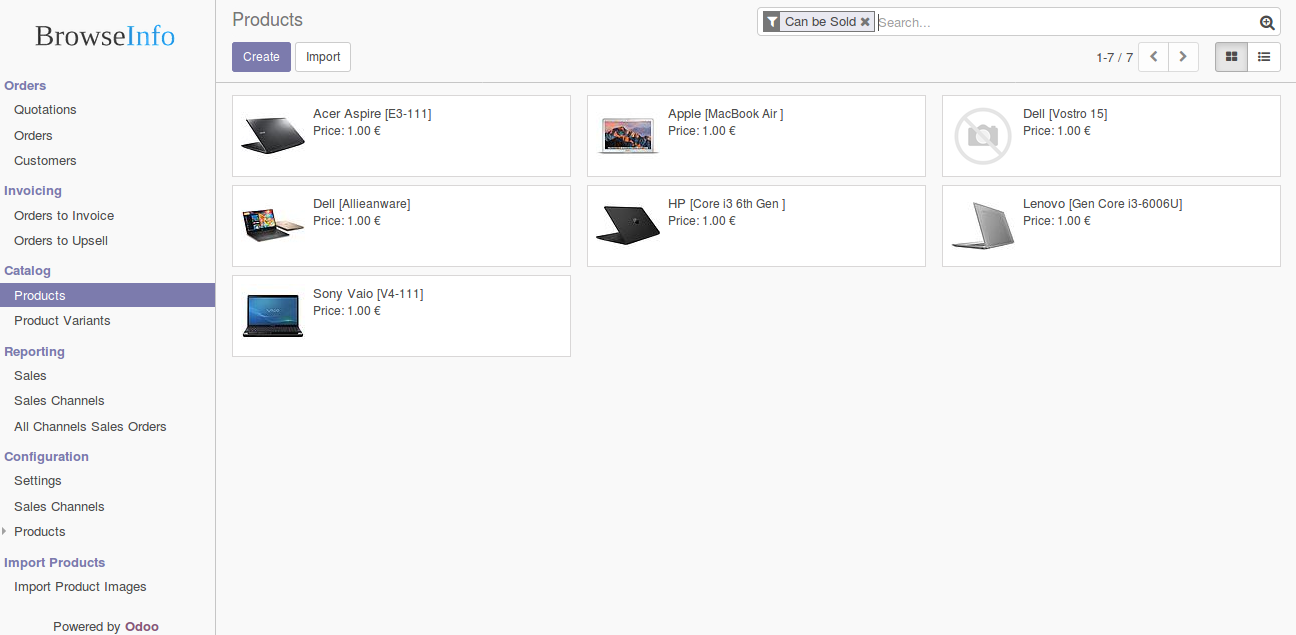 BrowseInfo
Orders
Quotations
Orders
Customers
Invoicing
Orders to Invoice
Orders to Upsell
Catalog
Products
Product Variants
Reporting
Sales
Sales Channels
All Channels Sales Orders
Configuration
Settings
Sales Channels
Products
Import Products
Import Product Images
Powered by Odoo
Products
Can be Sold
Search...
Create
Import
1-7 / 7
Acer Aspire [E3-111]
Price: 1.00 €
Apple [MacBook Air ]
Price: 1.00 €
Dell [Vostro 15]
Price: 1.00 €
Dell [Allieanware]
Price: 1.00 €
HP [Core i3 6th Gen ]
Price: 1.00 €
Lenovo [Gen Core i3-6006U]
Price: 1.00 €
Sony Vaio [V4-111]
Price: 1.00 €